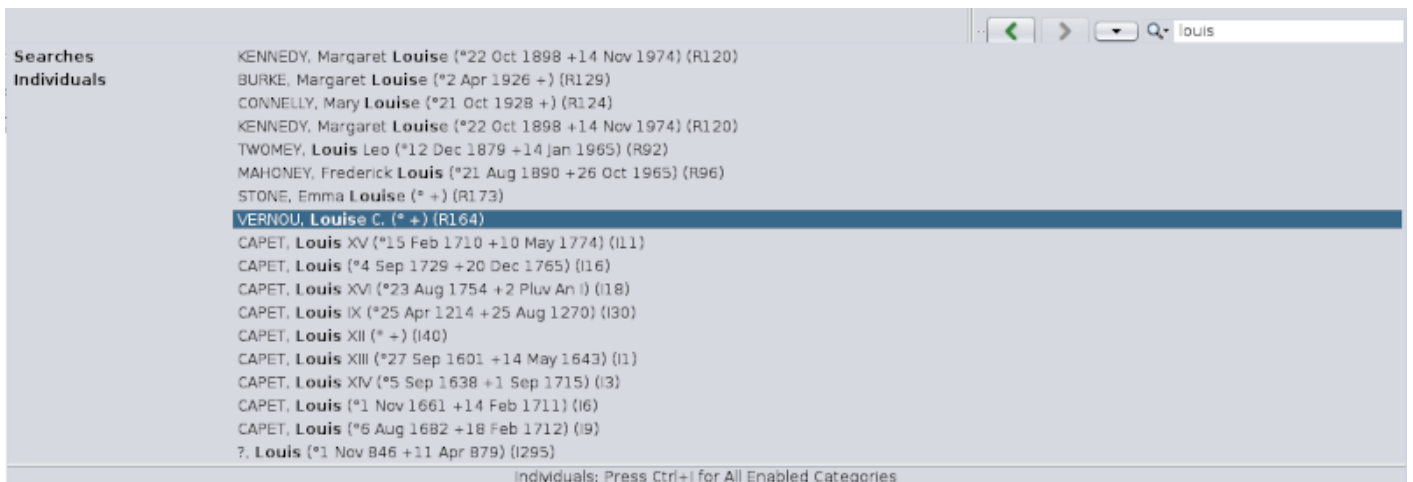 louis
Searches KENNEDY, Margaret Louise (°22 Oct 1898 +14 Nov 1974) (R120)
Individuals BURKE, Margaret Louise (°2 Apr 1926 +) (R129)
CONNELLY, Mary Louise (°21 Oct 1928 +) (R124)
KENNEDY, Margaret Louise (°22 Oct 1898 +14 Nov 1974) (R120)
TWOMEY, Louis Leo (°12 Dec 1879 +14 Jan 1965) (R92)
MAHONEY, Frederick Louis (°21 Aug 1890 +26 Oct 1965) (R96)
STONE, Emma Louise (° +) (R173)
VERNOU, Louise C. (° +) (R164)
CAPET, Louis XV (°15 Feb 1710 +10 May 1774) (I11)
CAPET, Louis (°4 Sep 1729 +20 Dec 1765) (I16)
CAPET, Louis XVI (°23 Aug 1754 +2 Pluv An I) (I18)
CAPET, Louis IX (°25 Apr 1214 +25 Aug 1270) (I30)
CAPET, Louis XII (° +) (I40)
CAPET, Louis XIII (°27 Sep 1601 +14 May 1643) (I1)
CAPET, Louis XIV (°5 Sep 1638 +1 Sep 1715) (I3)
CAPET, Louis (°1 Nov 1661 +14 Feb 1711) (I6)
CAPET, Louis (°6 Aug 1682 +18 Feb 1712) (I9)
?, Louis (°1 Nov 846 +11 Apr 879) (I295)
Individuals; Press Ctrl+I for All Enabled Categories